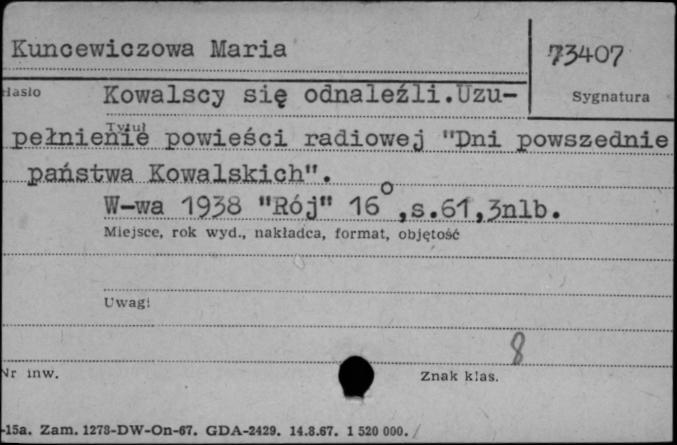 Kuncewiczowa Maria
73407
Hasło
Kowalscy się odnaleźli.Uzu-
Sygnatura
Tytuł
pełnienie powieści radiowej "Dni powszednie
państwa Kowalskich".
W-wa 1938 "Rój" 16°,s.61,3nlb.
Miejsce, rok wyd., nakładca, format, objętość
Uwagi
8
Nr inw.
Znak klas.
-15a. Zam. 1278-DW-On-67. GDA-2429. 14.8.67. 1 520 000.